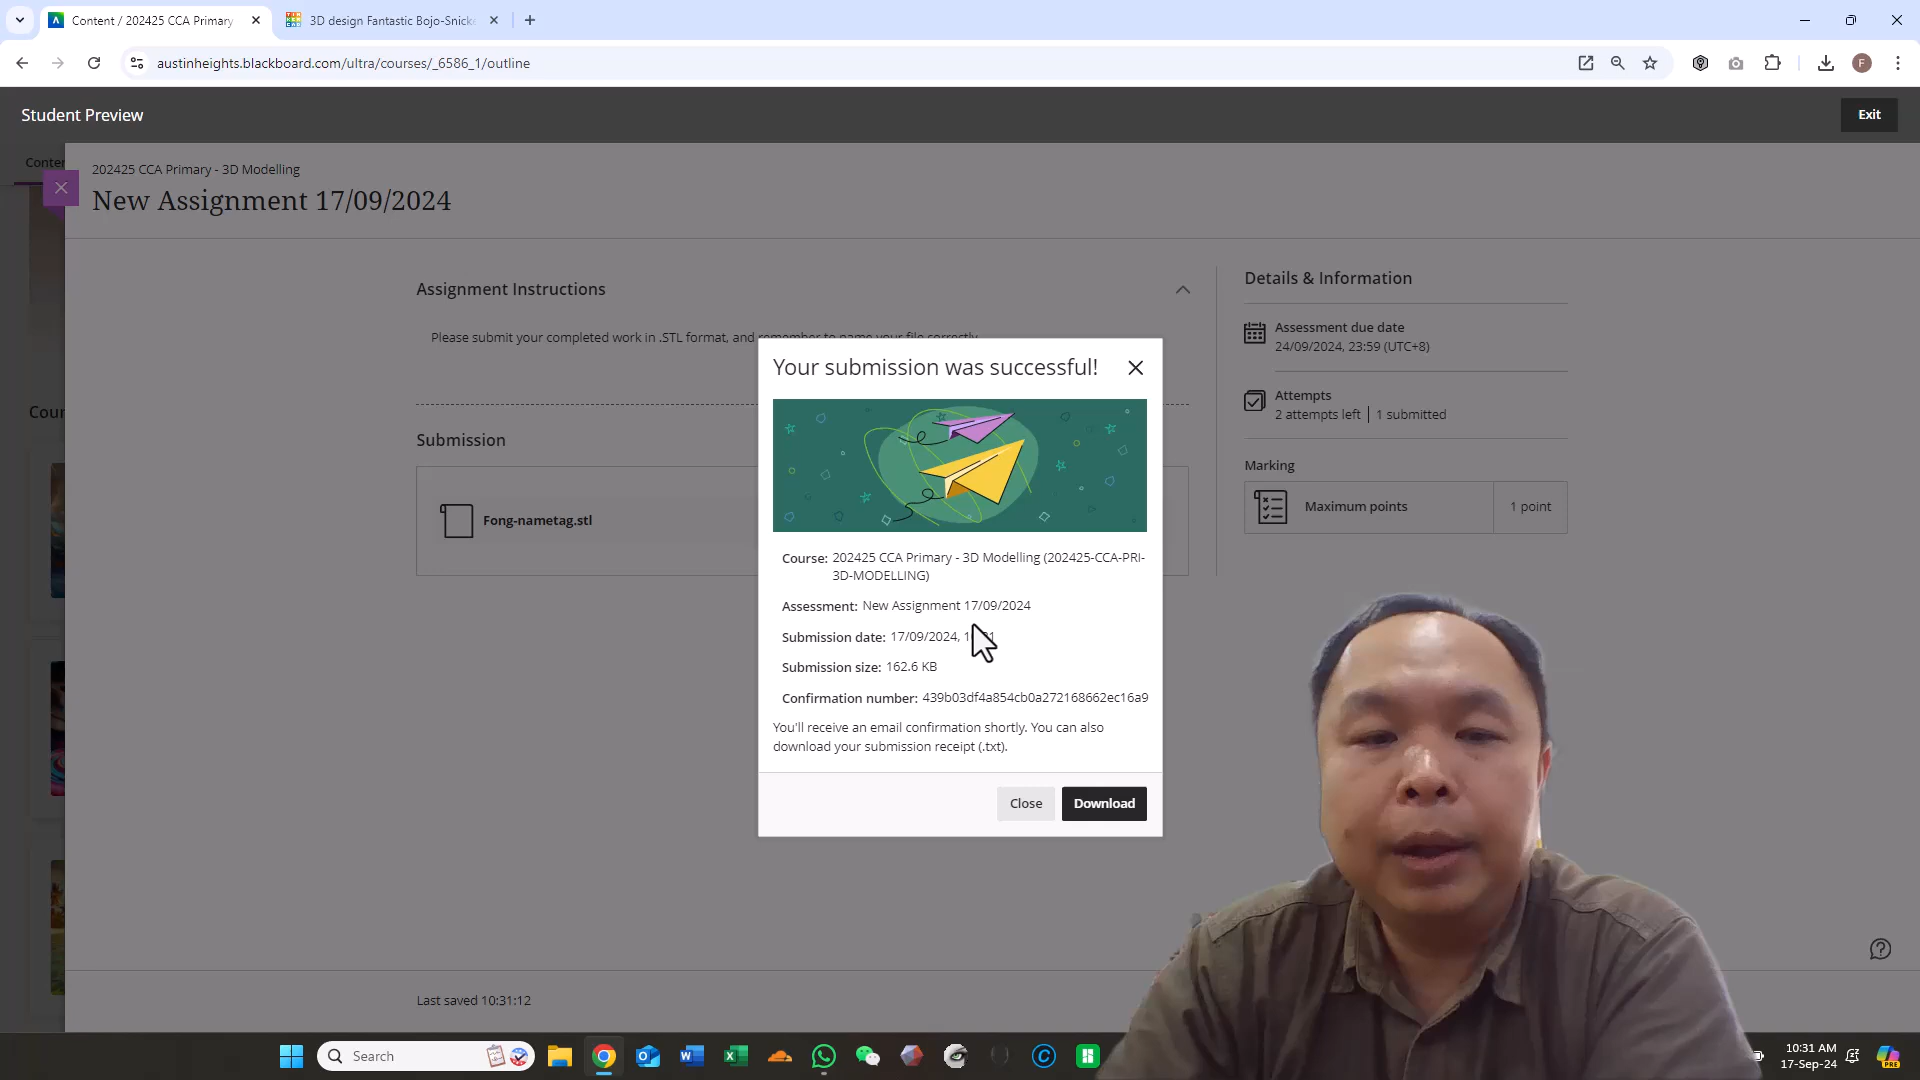 Content / 202425 CCA Primary
3D design Fantastic Bojo-Snicke
austinheights.blackboard.com/ultra/courses/_6586_1/outline
F
Student Preview
Exit
Conten
202425 CCA Primary - 3D Modelling
New Assignment 17/09/2024
Assignment Instructions
Please submit your completed work in .STL format, and remember to name your file correctly
Details & Information
Assessment due date
24/09/2024, 23:59 (UTC+8)
Attempts
2 attempts left | 1 submitted
Marking
Maximum points
1 point
Cour
Submission
Fong-nametag.stl
Your submission was successful!
Course: 202425 CCA Primary - 3D Modelling (202425-CCA-PRI-
3D-MODELLING)
Assessment: New Assignment 17/09/2024
Submission date: 17/09/2024,
Submission size: 162.6 KB
Confirmation number: 439b03df4a854cb0a272168662ec16a9
You'll receive an email confirmation shortly. You can also
download your submission receipt (.txt).
Close
Download
Last saved 10:31:12
Search
10:31 AM
17-Sep-24